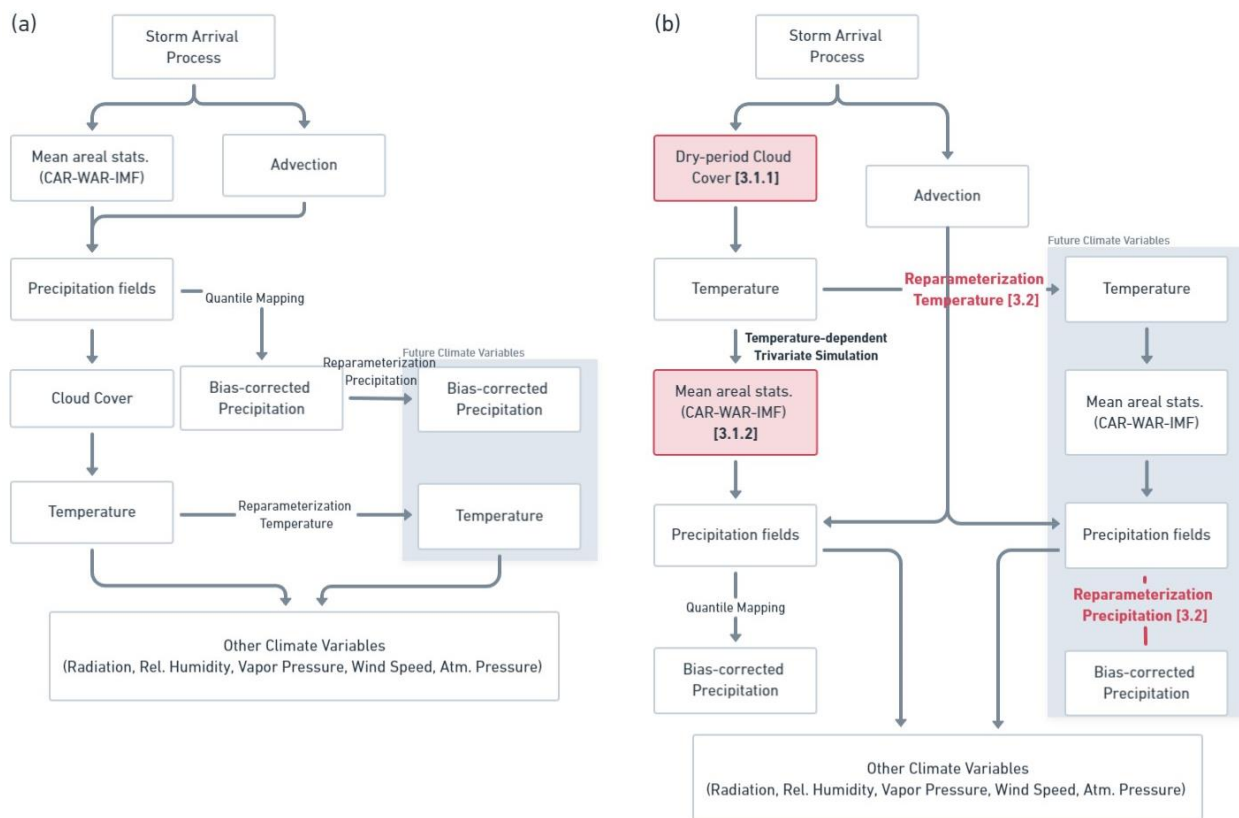 (a)
Storm Arrival
Process
Mean areal stats.
(CAR-WAR-IMF)
Advection
Precipitation fields
Quantile Mapping
Cloud Cover
Bias-corrected
Precipitation
Reparameterization
Precipitation
Future Climate Variables
Bias-corrected
Precipitation
Temperature
Reparameterization
Temperature
Temperature
Other Climate Variables
(Radiation, Rel. Humidity, Vapor Pressure, Wind Speed, Atm. Pressure)
(b)
Storm Arrival
Process
Dry-period Cloud
Cover [3.1.1]
Advection
Temperature
Reparameterization
Temperature [3.2]
Future Climate Variables
Temperature
Temperature-dependent
Trivariate Simulation
Mean areal stats.
(CAR-WAR-IMF)
[3.1.2]
Mean areal stats.
(CAR-WAR-IMF)
Precipitation fields
Precipitation fields
Quantile Mapping
Reparameterization
Precipitation [3.2]
Bias-corrected
Precipitation
Bias-corrected
Precipitation
Other Climate Variables
(Radiation, Rel. Humidity, Vapor Pressure, Wind Speed, Atm. Pressure)